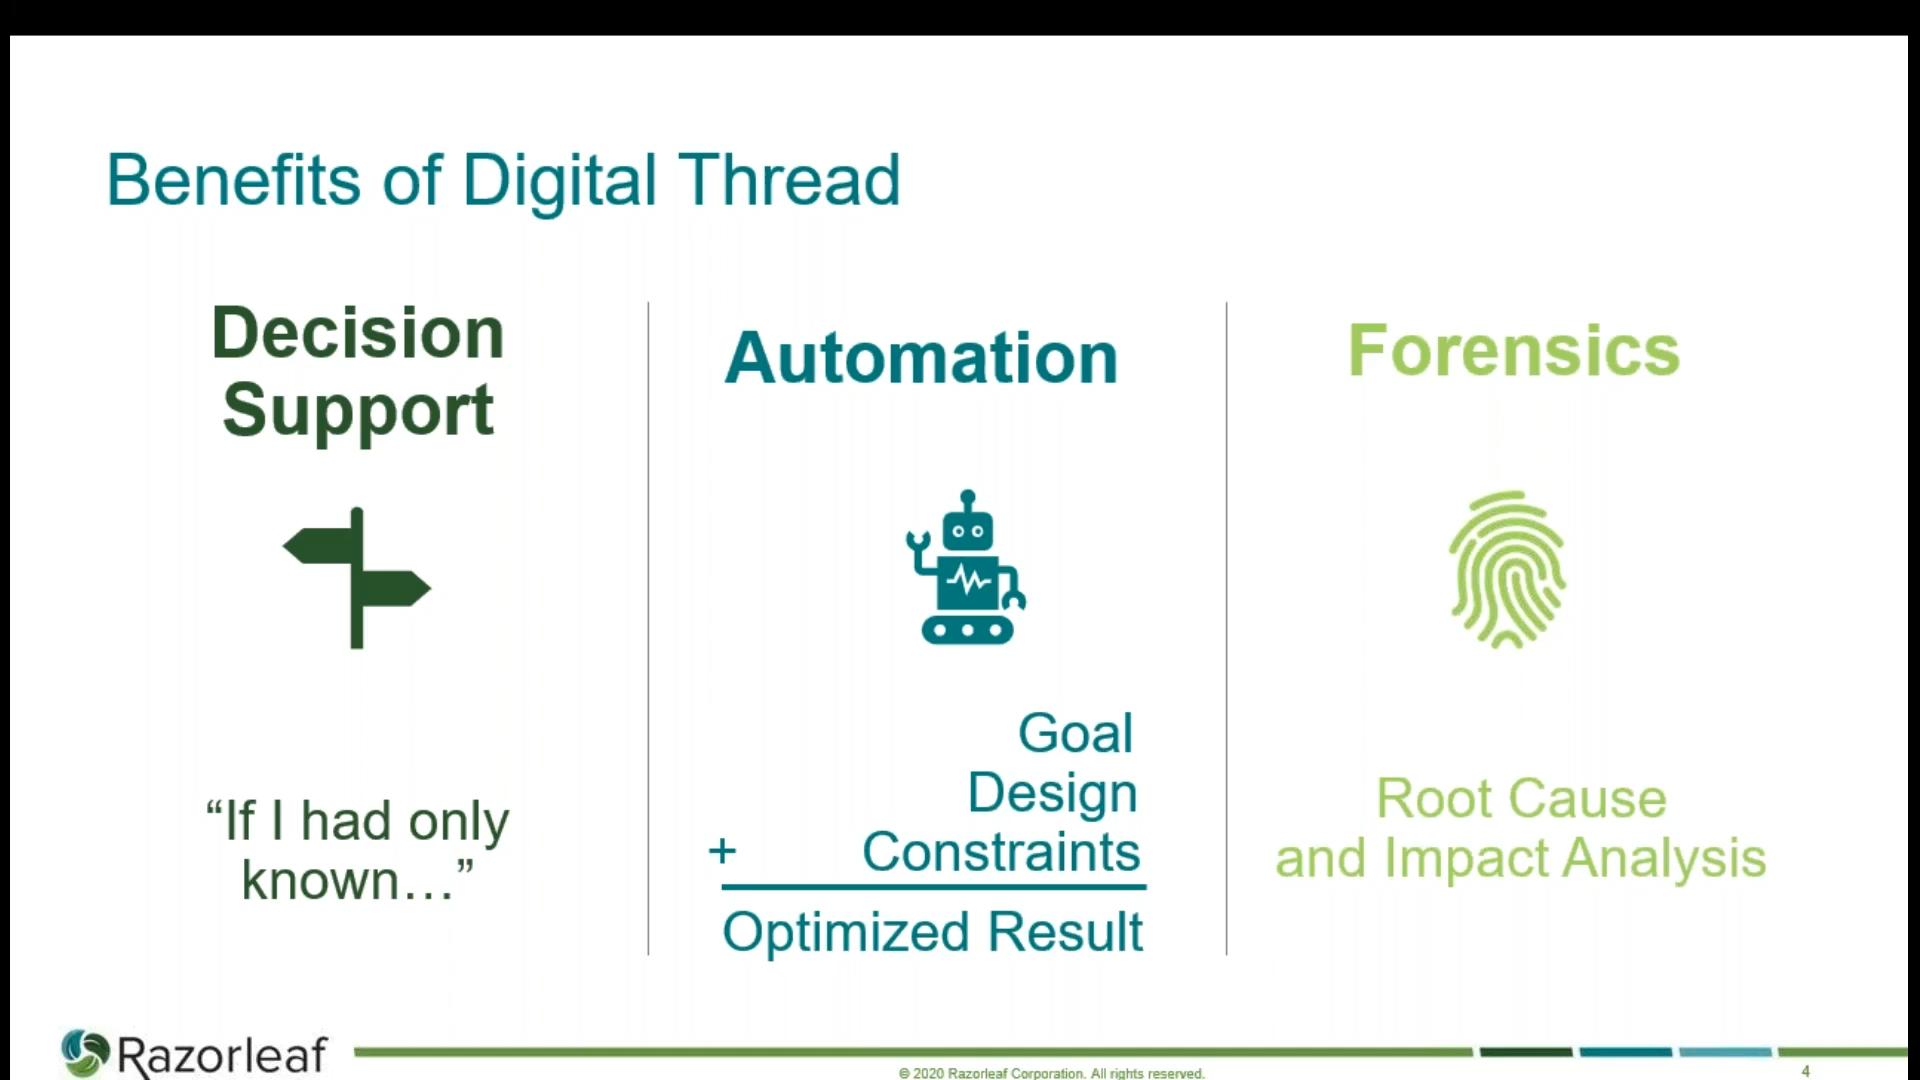 Benefits of Digital Thread
Decision
Support
“If I had only
known…”
Automation
Goal
Design
+ Constraints
Optimized Result
Forensics
Root Cause
and Impact Analysis
Razorleaf
© 2020 Razorleaf Corporation. All rights reserved.
4